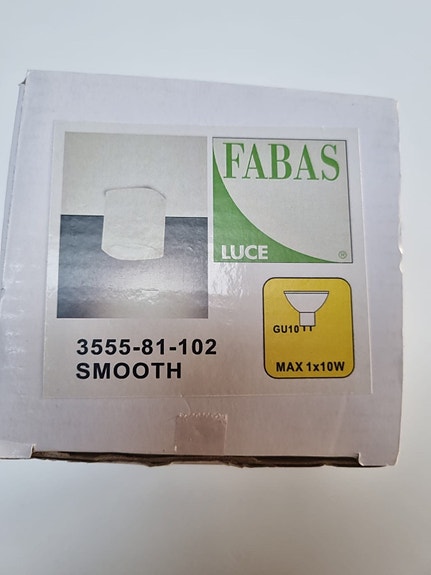 FABAS
LUCE ®
GU10
MAX 1x10W
3555-81-102
SMOOTH